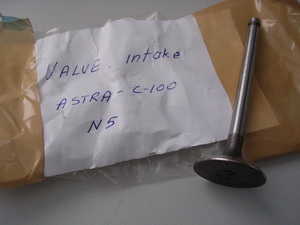 VALVE intake
ASTRA - C-100
N5